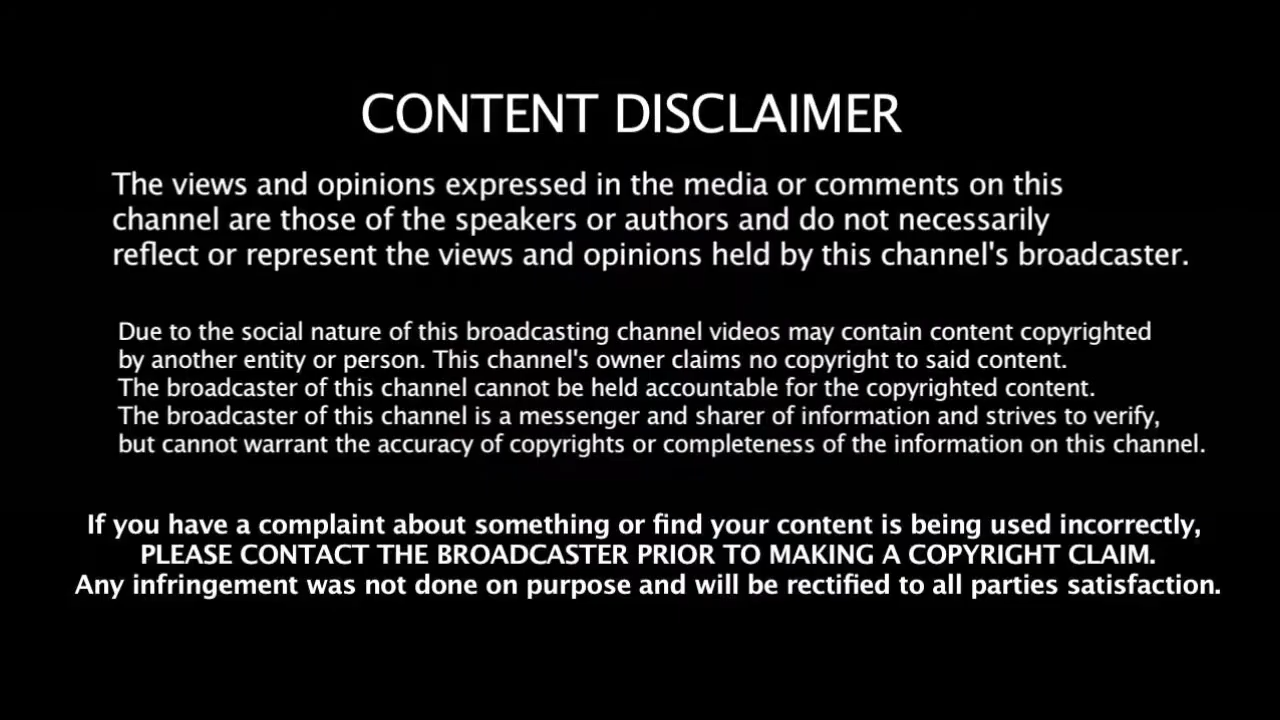 CONTENT DISCLAIMER
The views and opinions expressed in the media or comments on this
channel are those of the speakers or authors and do not necessarily
reflect or represent the views and opinions held by this channel's broadcaster.
Due to the social nature of this broadcasting channel videos may contain content copyrighted
by another entity or person. This channel's owner claims no copyright to said content.
The broadcaster of this channel cannot be held accountable for the copyrighted content.
The broadcaster of this channel is a messenger and sharer of information and strives to verify,
but cannot warrant the accuracy of copyrights or completeness of the information on this channel.
If you have a complaint about something or find your content is being used incorrectly,
PLEASE CONTACT THE BROADCASTER PRIOR TO MAKING A COPYRIGHT CLAIM.
Any infringement was not done on purpose and will be rectified to all parties satisfaction.